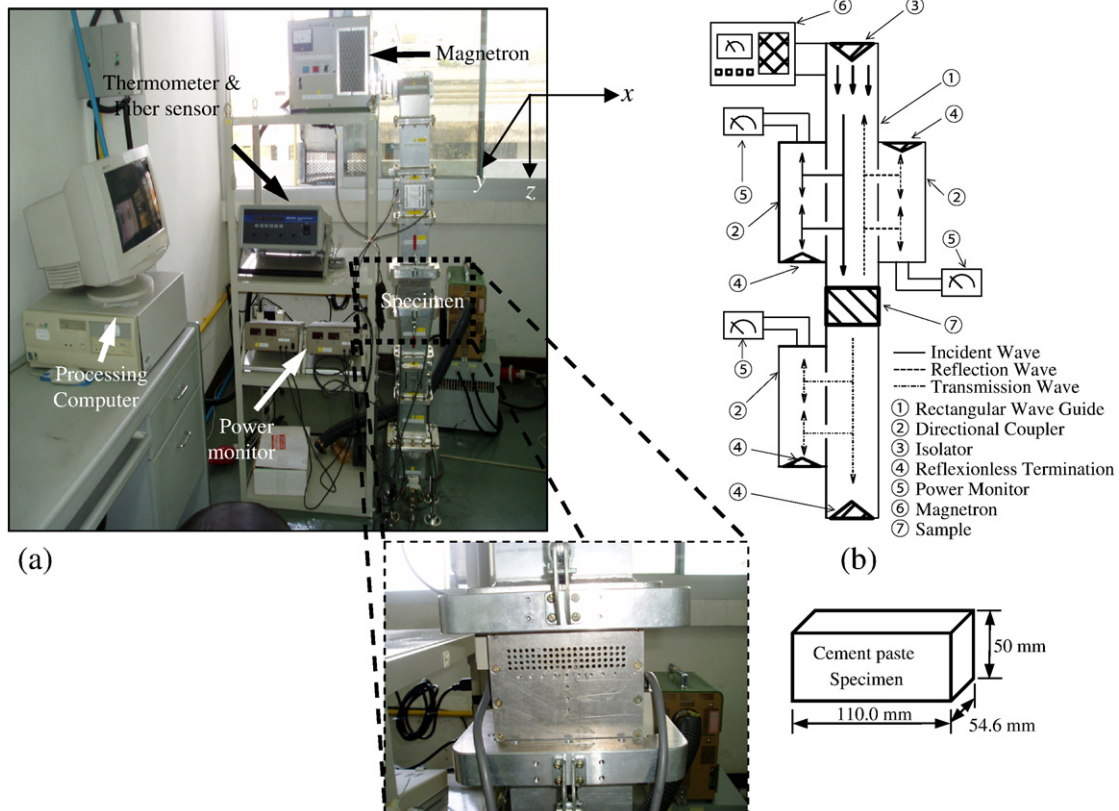 Magnetron
Thermometer &
Fiber sensor
x
y
z
Specimen
Processing
Computer
Power
monitor
(a)
⑥
③
①
④
⑤
②
②
⑤
④
⑦
⑤
②
④
④
Incident Wave
Reflection Wave
Transmission Wave
① Rectangular Wave Guide
② Directional Coupler
③ Isolator
④ Reflexionless Termination
⑤ Power Monitor
⑥ Magnetron
⑦ Sample
(b)
Cement paste
Specimen
50 mm
110.0 mm
54.6 mm